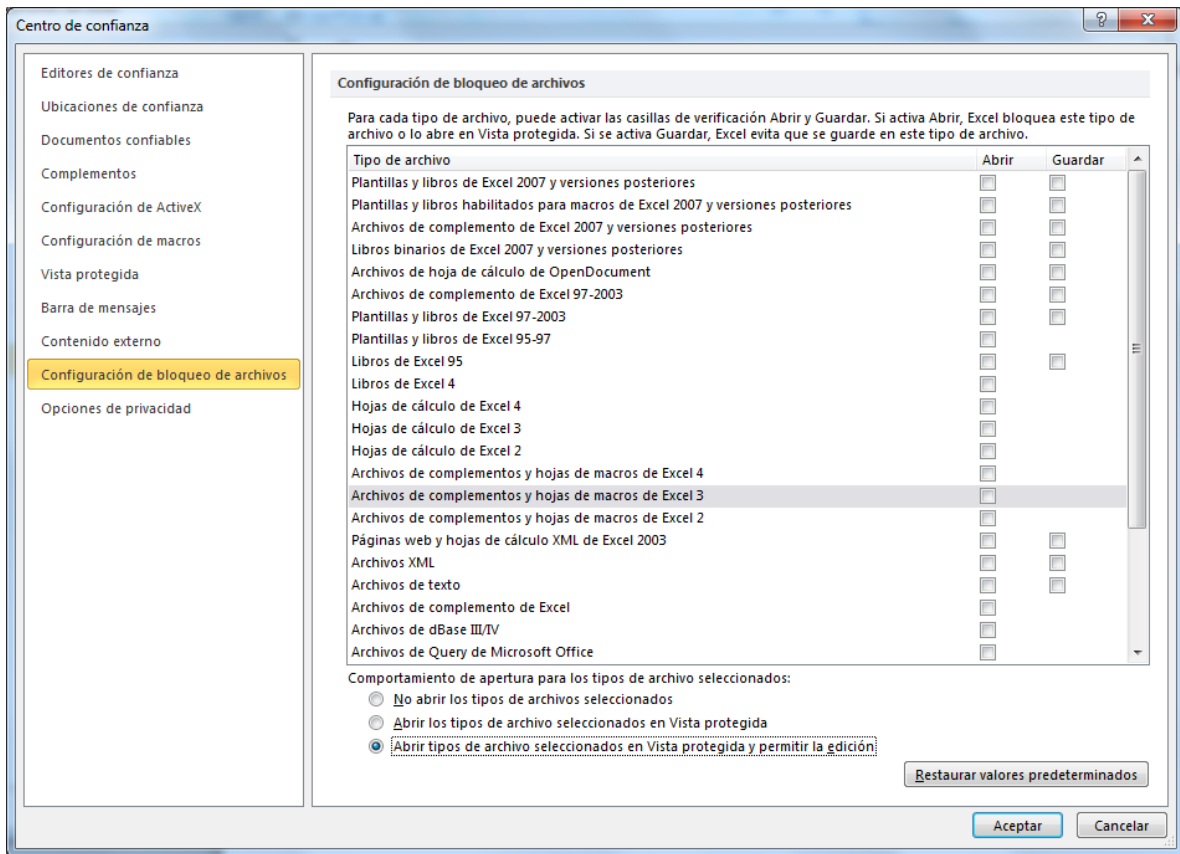 Centro de confianza
Editores de confianza
Ubicaciones de confianza
Documentos confiables
Complementos
Configuración de ActiveX
Configuración de macros
Vista protegida
Barra de mensajes
Contenido externo
Configuración de bloqueo de archivos
Opciones de privacidad
Configuración de bloqueo de archivos
Para cada tipo de archivo, puede activar las casillas de verificación Abrir y Guardar. Si activa Abrir, Excel bloquea este tipo de
archivo o lo abre en Vista protegida. Si se activa Guardar, Excel evita que se guarde en este tipo de archivo.
Tipo de archivo Abrir Guardar
Plantillas y libros de Excel 2007 y versiones posteriores
Plantillas y libros habilitados para macros de Excel 2007 y versiones posteriores
Archivos de complemento de Excel 2007 y versiones posteriores
Libros binarios de Excel 2007 y versiones posteriores
Archivos de hoja de cálculo de OpenDocument
Archivos de complemento de Excel 97-2003
Plantillas y libros de Excel 97-2003
Plantillas y libros de Excel 95-97
Libros de Excel 95
Libros de Excel 4
Hojas de cálculo de Excel 4
Hojas de cálculo de Excel 3
Hojas de cálculo de Excel 2
Archivos de complementos y hojas de macros de Excel 4
Archivos de complementos y hojas de macros de Excel 3
Archivos de complementos y hojas de macros de Excel 2
Páginas web y hojas de cálculo XML de Excel 2003
Archivos XML
Archivos de texto
Archivos de complemento de Excel
Archivos de dBase III/IV
Archivos de Query de Microsoft Office
Comportamiento de apertura para los tipos de archivo seleccionados:
No abrir los tipos de archivos seleccionados
Abrir los tipos de archivo seleccionados en Vista protegida
Abrir tipos de archivo seleccionados en Vista protegida y permitir la edición
Restaurar valores predeterminados
Aceptar Cancelar